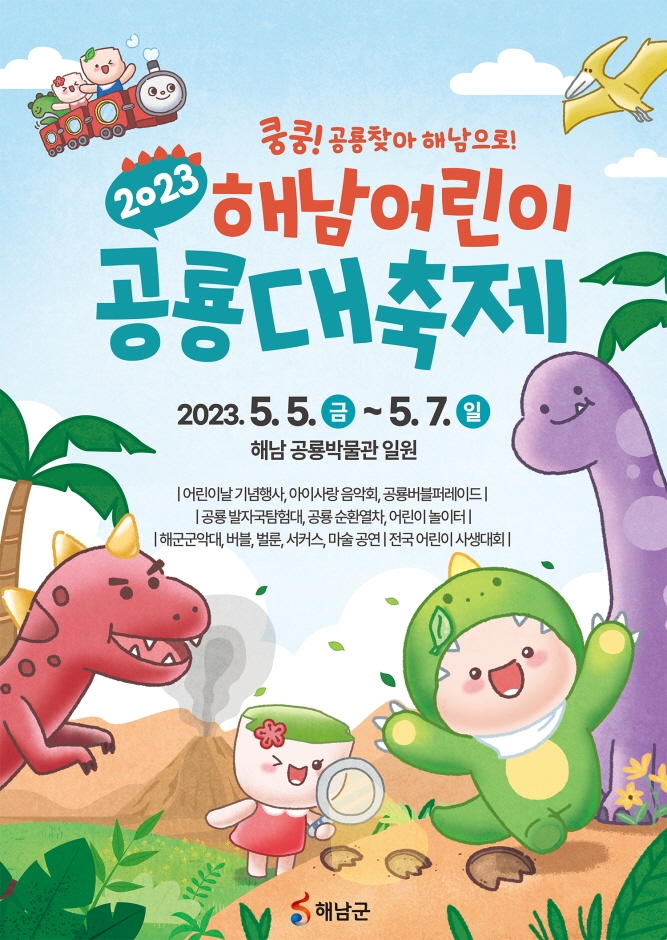 쿵쿵! 공룡찾아 해남으로!
2023 해남어린이
공룡대축제
2023. 5. 5. 금 ~ 5. 7. 일
해남 공룡박물관 일원
| 어린이날 기념행사, 아이사랑 음악회, 공룡버블퍼레이드 |
| 공룡 발자국탐험대, 공룡 순환열차, 어린이 놀이터 |
| 해군군악대, 버블, 벌룬, 서커스, 마술 공연 | 전국 어린이 사생대회 |
해남군